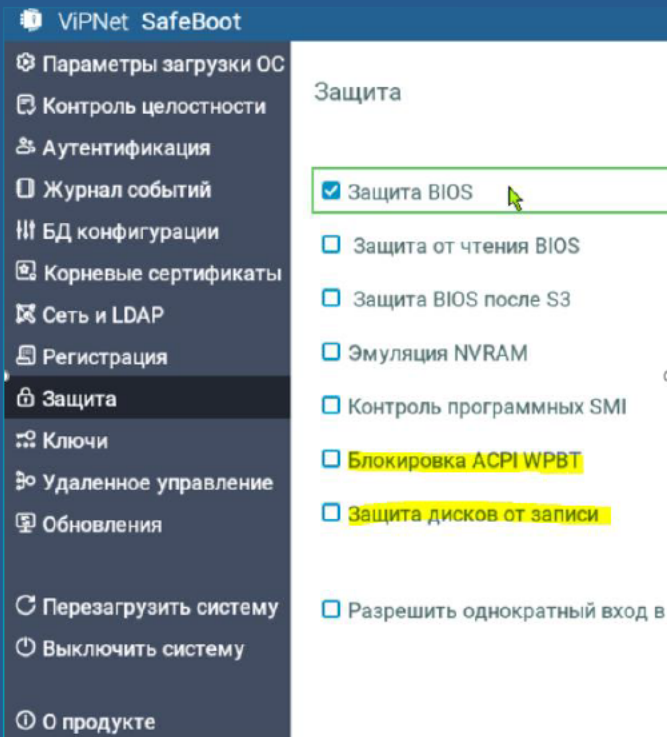 ViPNet SafeBoot
Параметры загрузки ОС
Контроль целостности
Аутентификация
Журнал событий
БД конфигурации
Корневые сертификаты
Сеть и LDAP
Регистрация
Защита
Ключи
Удаленное управление
Обновления
Перезагрузить систему
Выключить систему
О продукте
Защита
Защита BIOS
Защита от чтения BIOS
Защита BIOS после S3
Эмуляция NVRAM
Контроль программных SMI
Блокировка ACPI WPBT
Защита дисков от записи
Разрешить однократный вход в